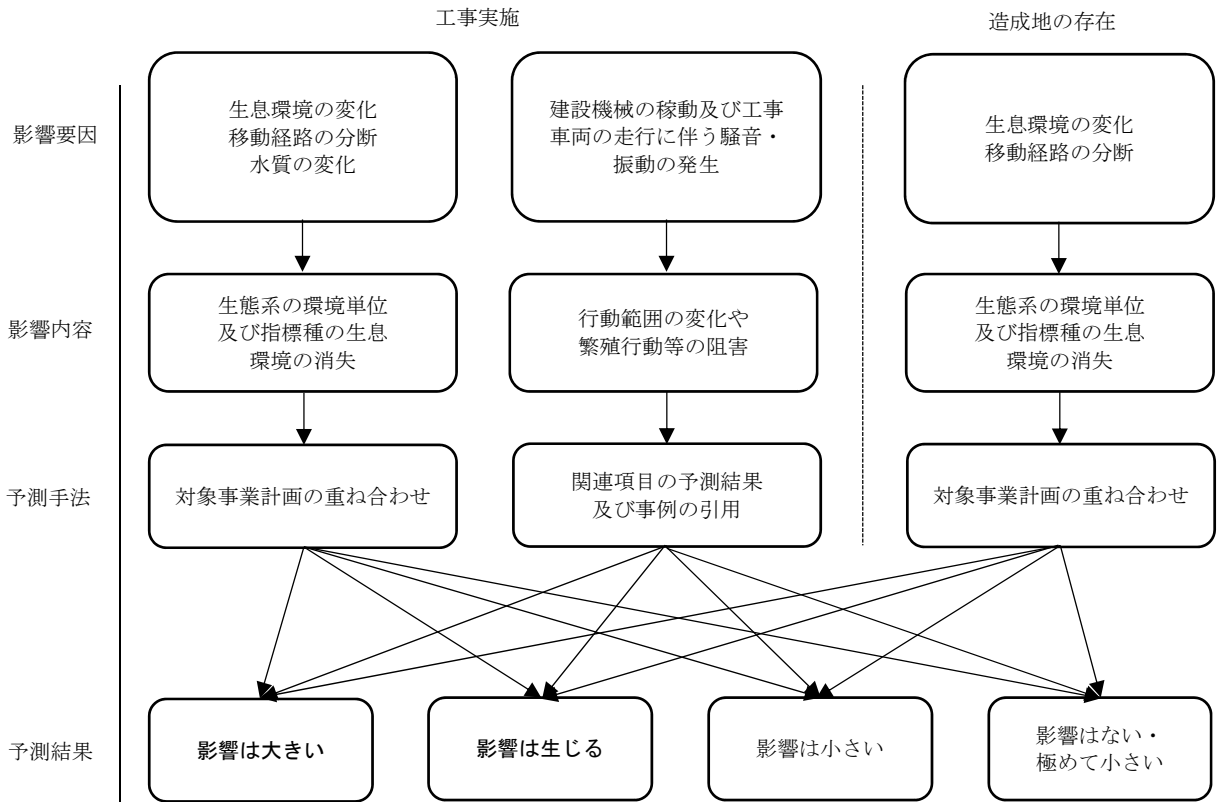 工事実施
造成地の存在
影響要因
生息環境の変化
移動経路の分断
水質の変化
建設機械の稼動及び工事
車両の走行に伴う騒音・
振動の発生
生息環境の変化
移動経路の分断
影響内容
生態系の環境単位
及び指標種の生息
環境の消失
行動範囲の変化や
繁殖行動等の阻害
生態系の環境単位
及び指標種の生息
環境の消失
予測手法
対象事業計画の重ね合わせ
関連項目の予測結果
及び事例の引用
対象事業計画の重ね合わせ
予測結果
影響は大きい
影響は生じる
影響は小さい
影響はない・
極めて小さい